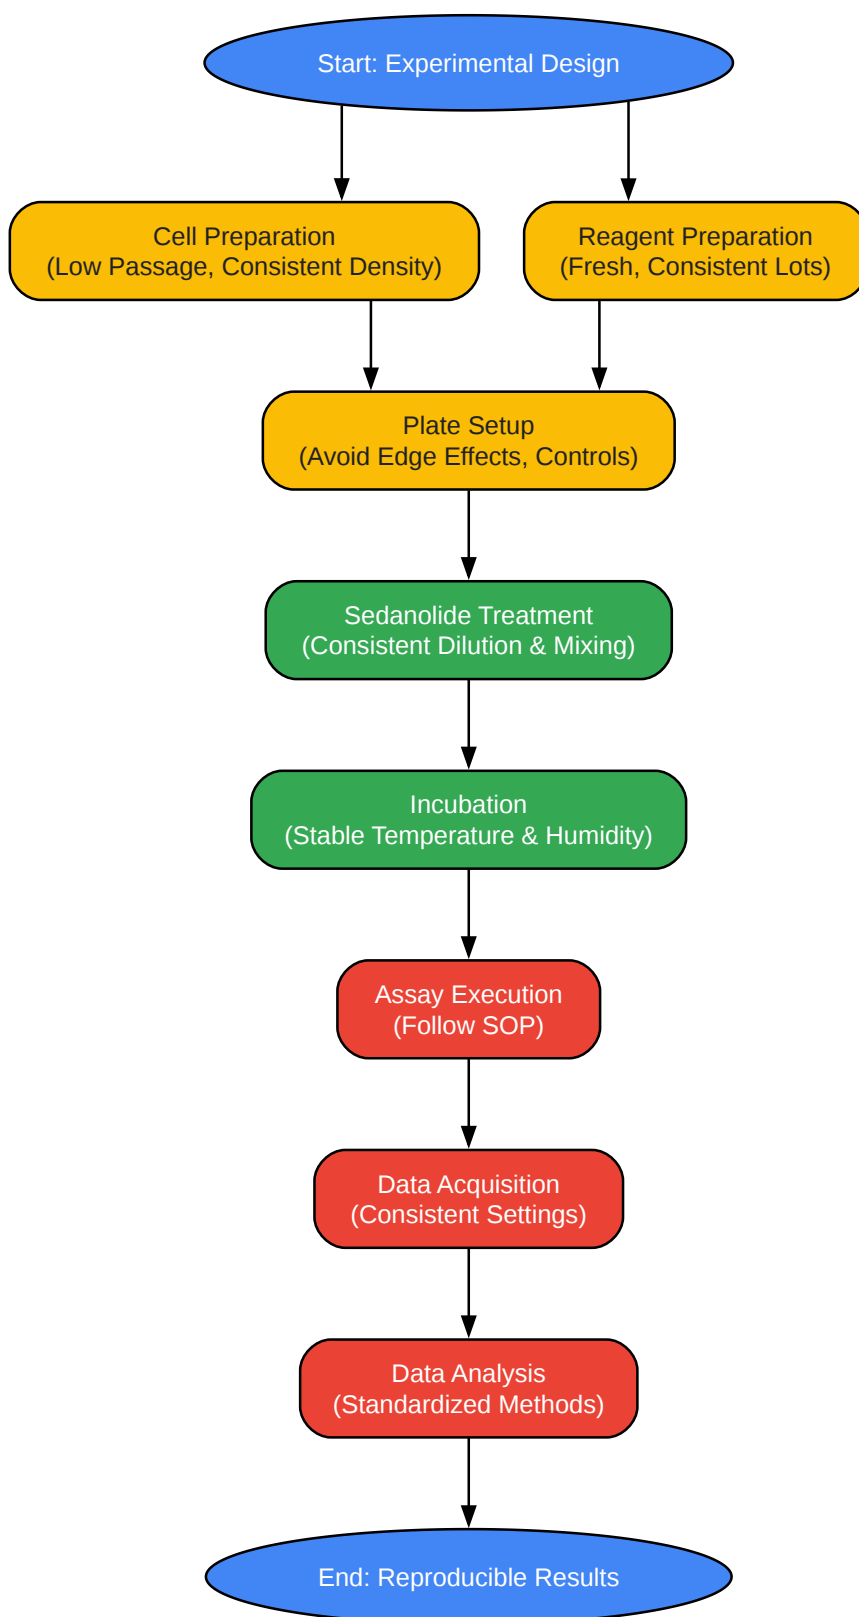 Start: Experimental Design
Cell Preparation
(Low Passage, Consistent Density)
Reagent Preparation
(Fresh, Consistent Lots)
Plate Setup
(Avoid Edge Effects, Controls)
Sedanolide Treatment
(Consistent Dilution & Mixing)
Incubation
(Stable Temperature & Humidity)
Assay Execution
(Follow SOP)
Data Acquisition
(Consistent Settings)
Data Analysis
(Standardized Methods)
End: Reproducible Results